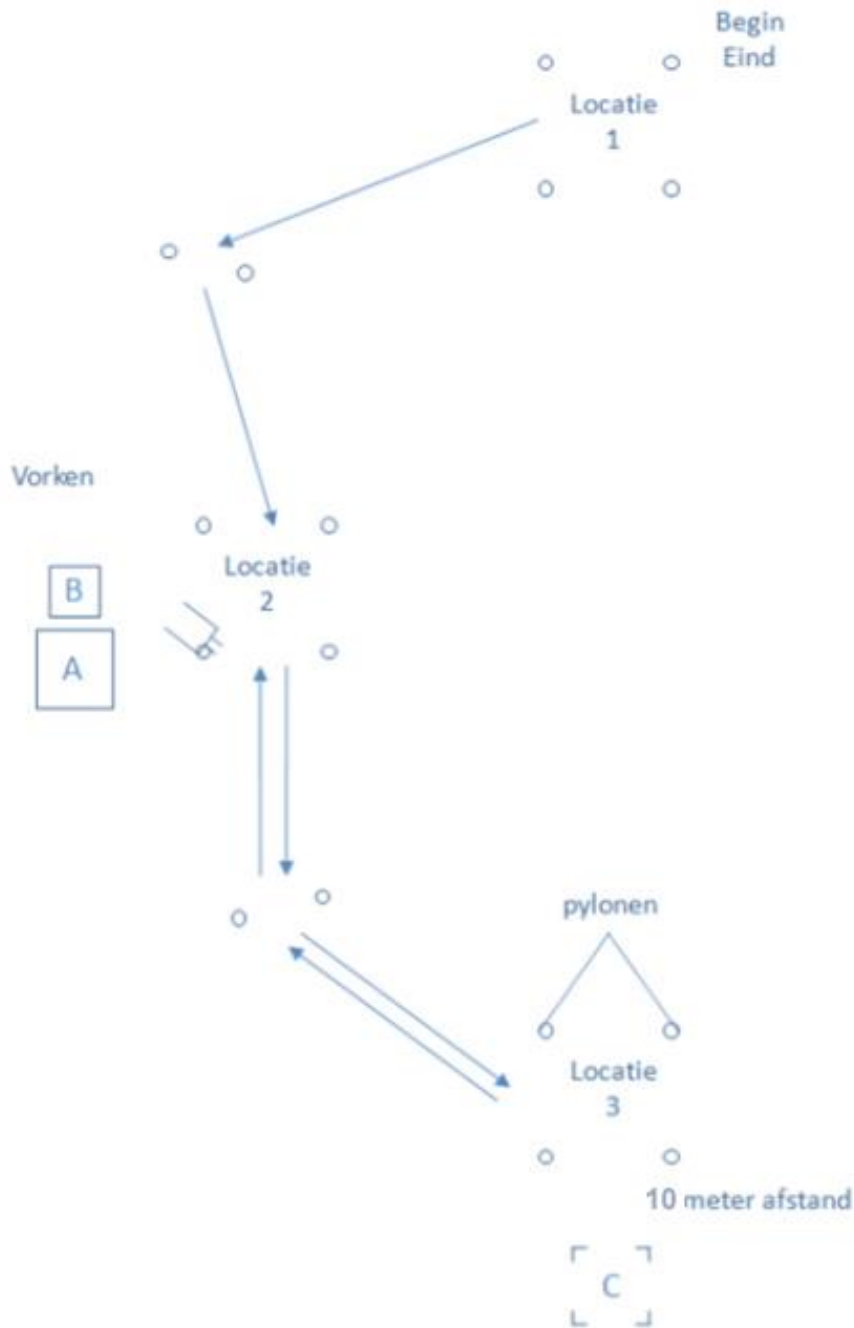 Begin
Eind
Locatie
1
Vorken
Locatie
2
B
A
pylonen
Locatie
3
10 meter afstand
C